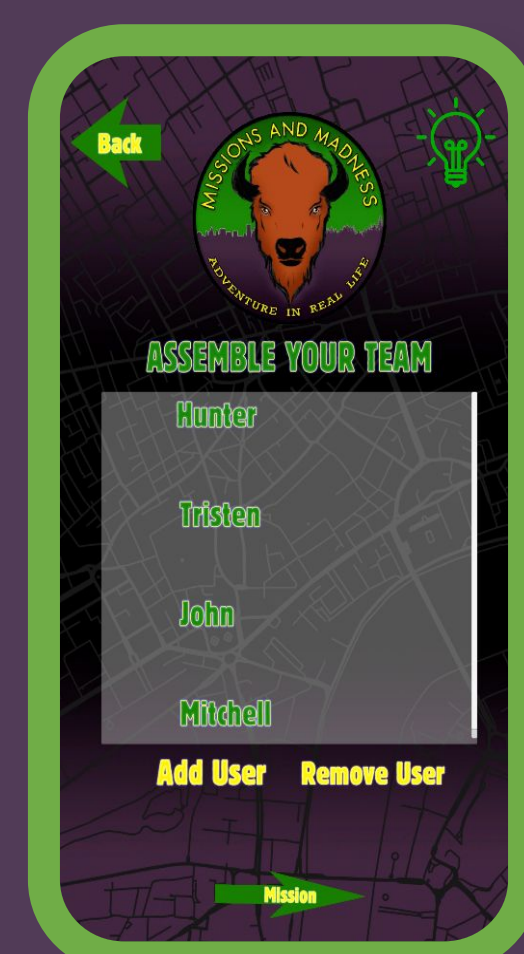 Back
MISSIONS AND MADNESS
ADVENTURE IN REAL LIFE
ASSEMBLE YOUR TEAM
Hunter
Tristen
John
Mitchell
Add User Remove User
Mission